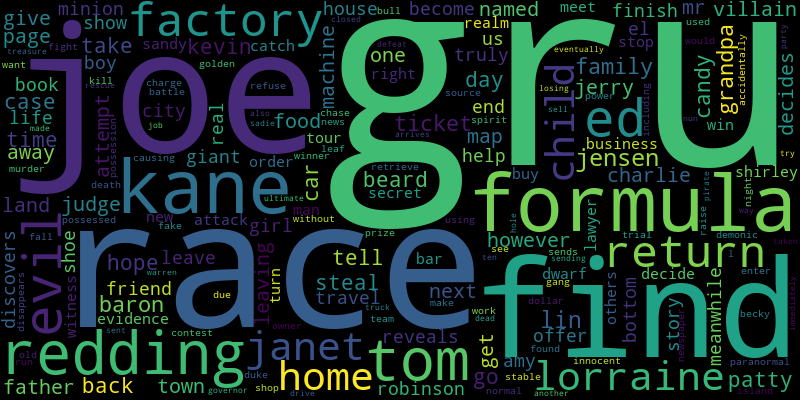 give minion factory house become named realm meet finish mr villain
page show take sandy kevin catch closed bull us el stop
treasure fight boy golden machine one right truly day family
want kill charge battle refuse
book real case attempt city job also sadie food
joe gru ed child jerry candy grandpa accidentally decides
life made time possession giant tour chase news leaf ticket source spirit end map help business including win party
away murder death causing order winner arrives jensen losing sell power eventually would nun try
kane car beard secret retrieve defeat buy charlie shirley
land judge possessed new attack girl man without ultimate formula raise pirate night way
evil shoe fake prize using hole trial demonic taken
race find however lawyer return
discovers fall hope leave leaving tell bar see ten sends sending 1 enter
witness friend warren turn steal travel next dwarf decide becky immediately
disappears baron evidence due truck team make work dead gang dollar others bottom story newspaper meanwhile paranormal
sent contest owner reveals lin offer
redding janet tom get amy found innocent island
old run home go stable lorraine patty
father back town shop duke governor drive robinson normal another